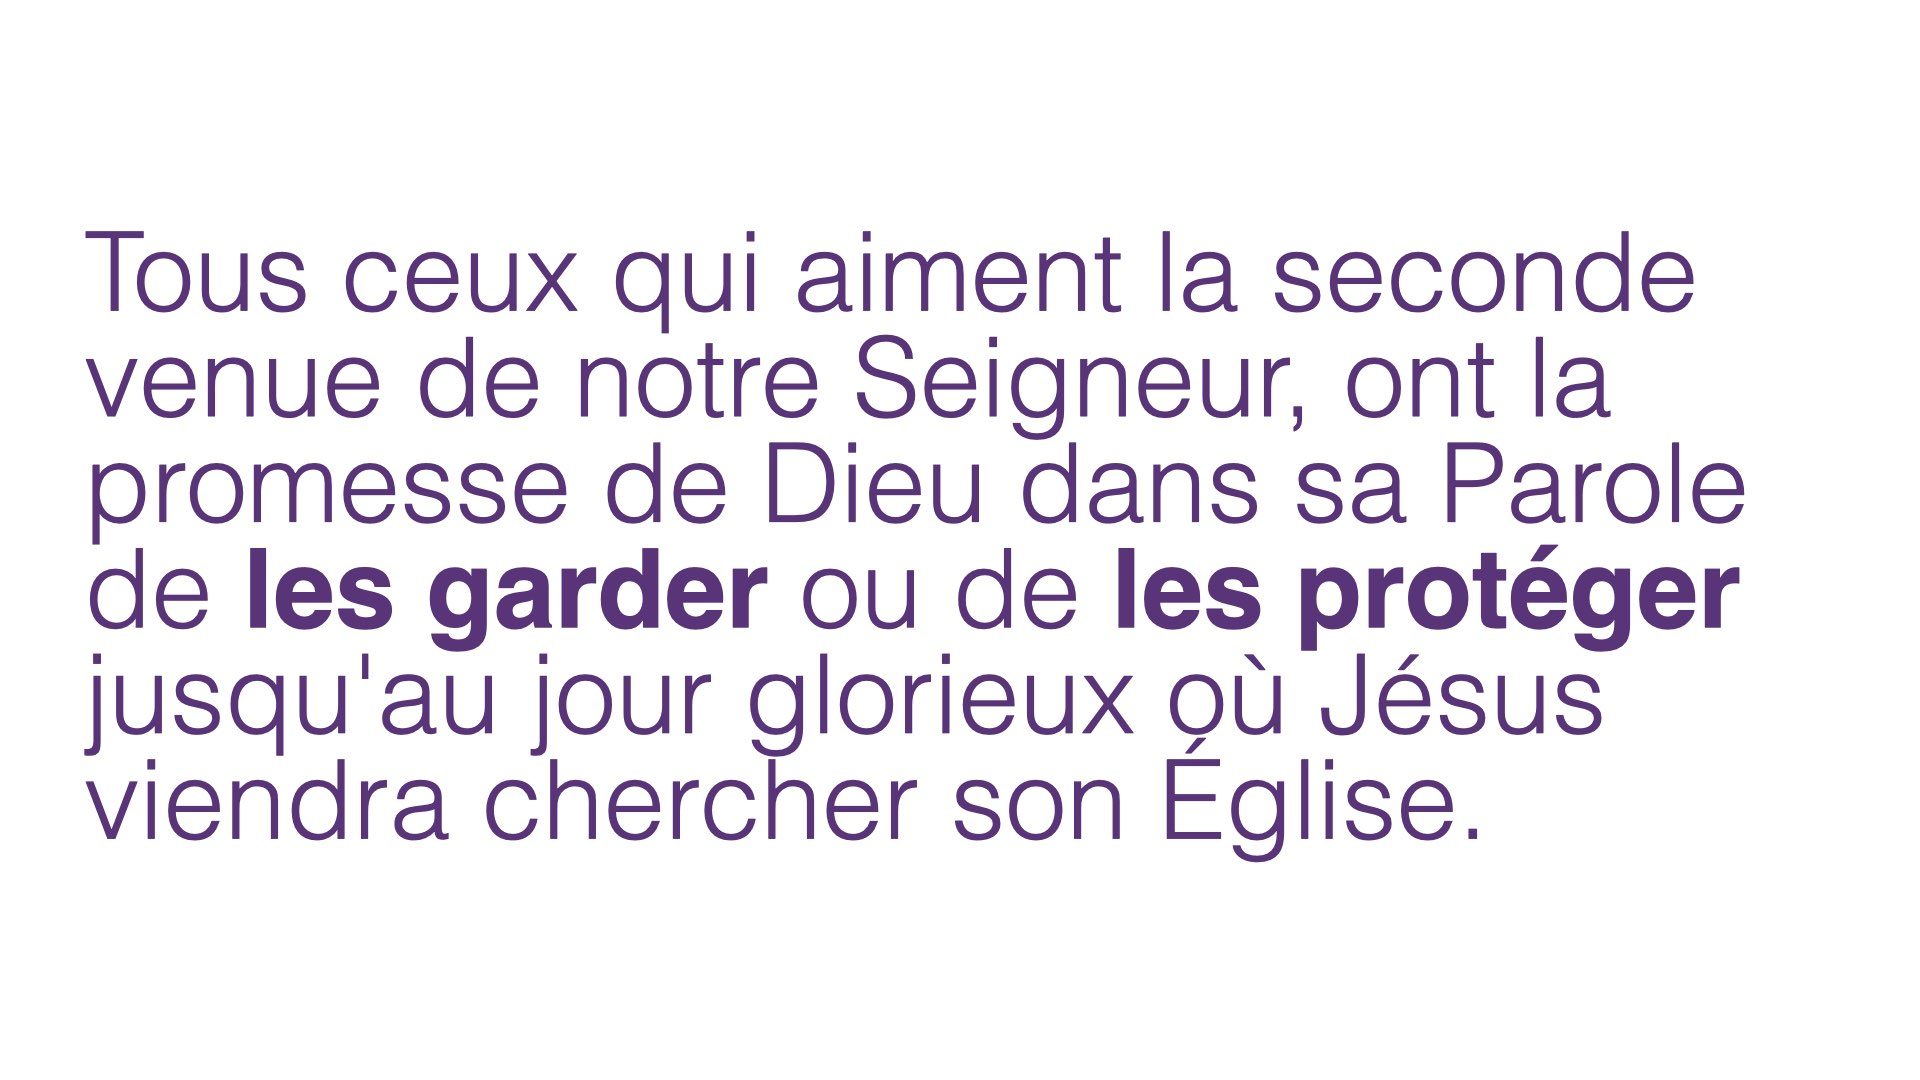 Tous ceux qui aiment la seconde
venue de notre Seigneur, ont la
promesse de Dieu dans sa Parole
de les garder ou de les protéger
jusqu'au jour glorieux où Jésus
viendra chercher son Église.